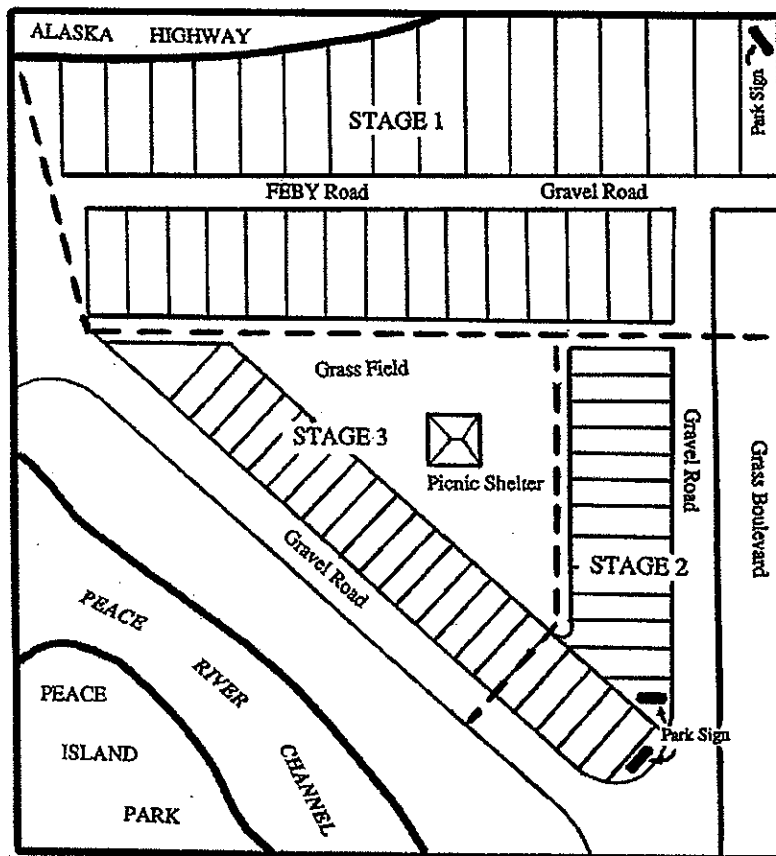 ALASKA HIGHWAY
Park Sign
STAGE 1
FEBY Road
Gravel Road
Grass Field
STAGE 3
Picnic Shelter
Gravel Road
Grass Boulevard
STAGE 2
Gravel Road
PEACE
RIVER
CHANNEL
PEACE
ISLAND
PARK
Park Sign